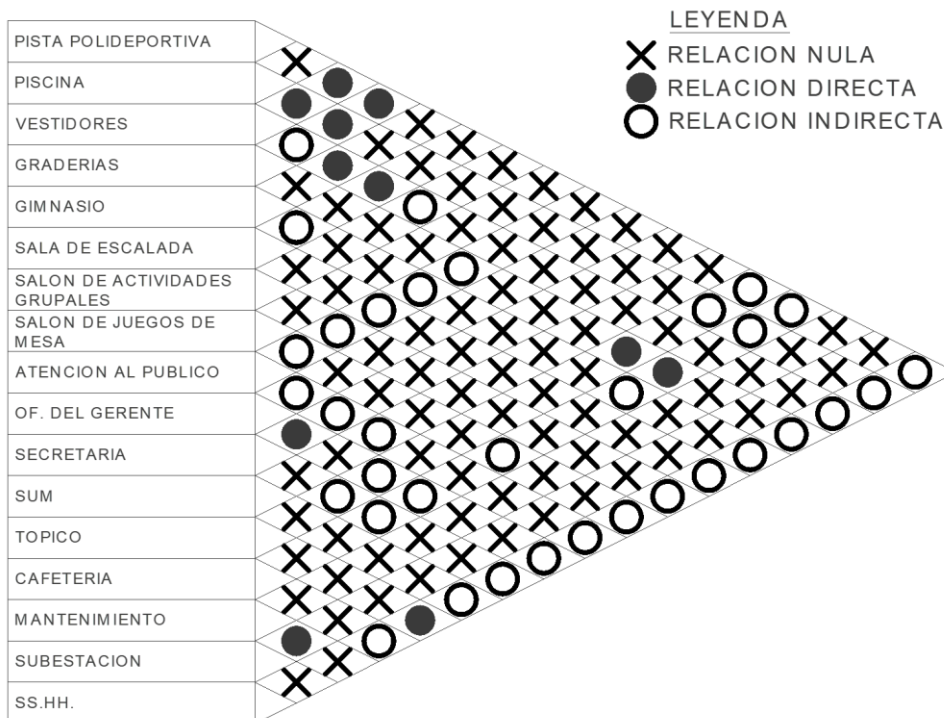 LEYENDA
RELACION NULA
RELACION DIRECTA
RELACION INDIRECTA
PISTA POLIDEPORTIVA
PISCINA
VESTIDORES
GRADERIAS
GIMNASIO
SALA DE ESCALADA
SALON DE ACTIVIDADES
GRUPALES
SALON DE JUEGOS DE
MESA
ATENCION AL PUBLICO
OF. DEL GERENTE
SECRETARIA
SUM
TOPICO
CAFETERIA
MANTENIMIENTO
SUBESTACION
SS.HH.